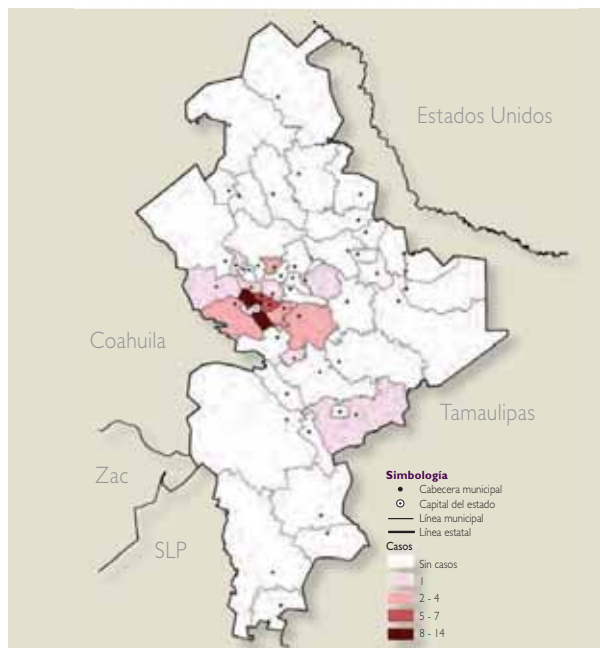 Estados Unidos
Coahuila
Tamaulipas
Zac
SLP
Simbología
Cabecera municipal
Capital del estado
Línea municipal
Línea estatal
Casos
Sin casos
1
2 - 4
5 - 7
8 - 14